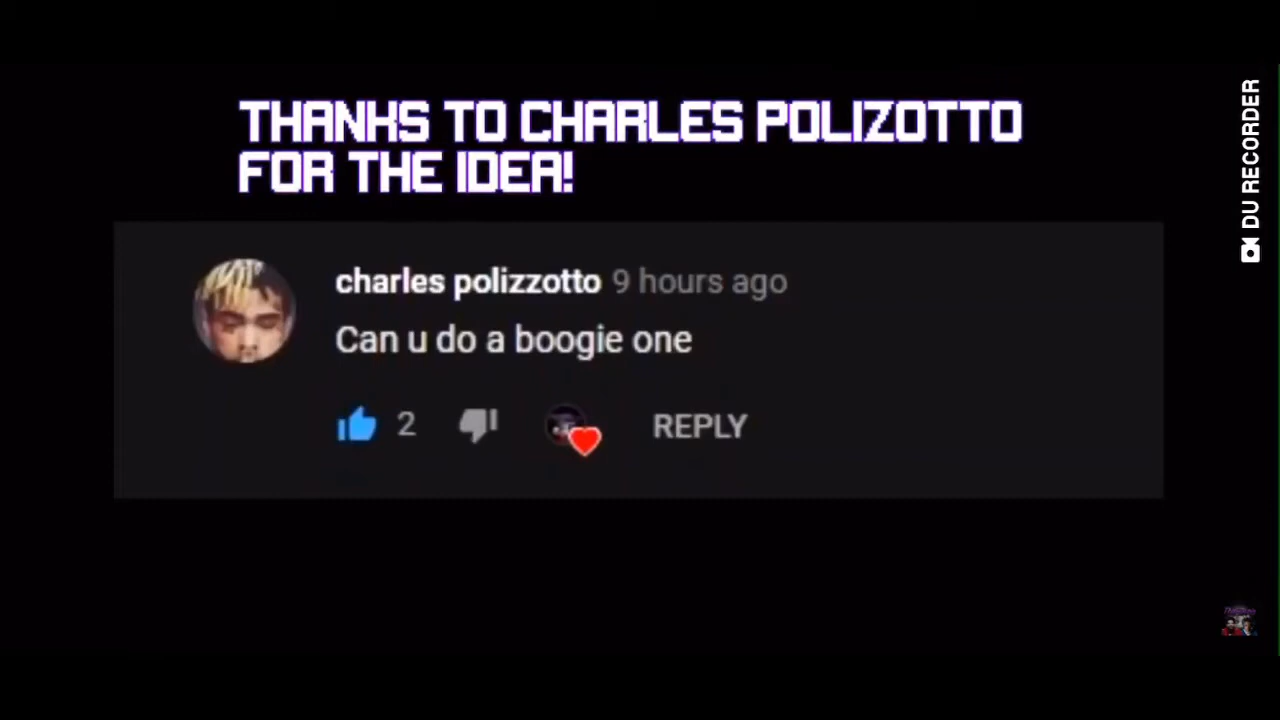 THANKS TO CHARLES POLIZOTTO
FOR THE IDEA!
charles polizzotto 9 hours ago
Can u do a boogie one
2 REPLY
DU RECORDER